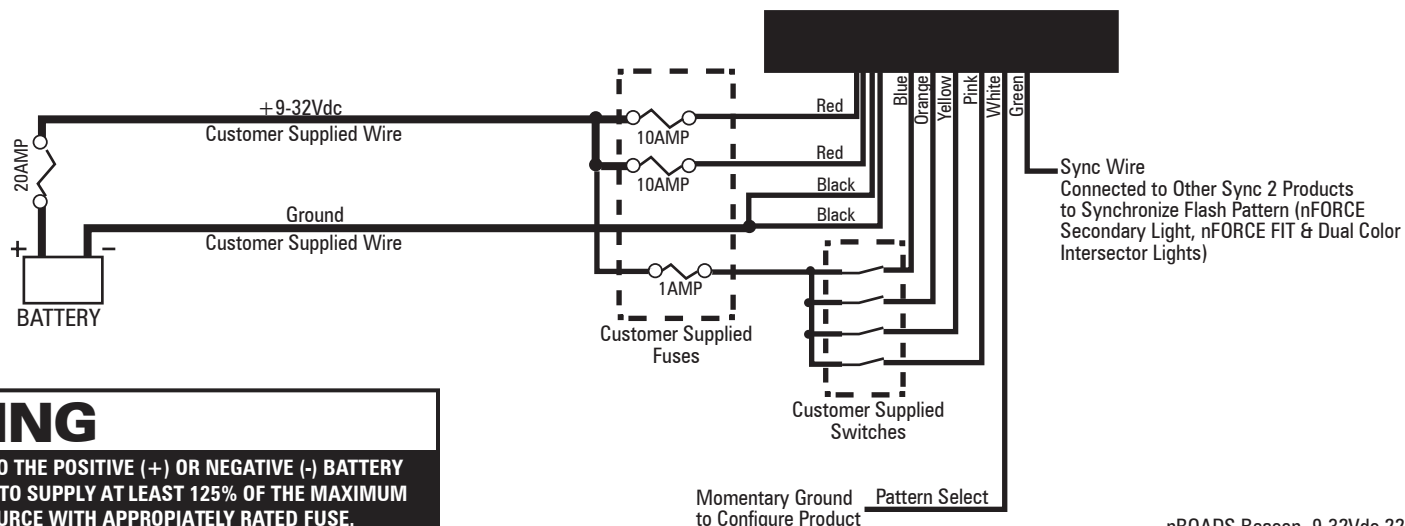 +9-32Vdc
Customer Supplied Wire
20AMP
Ground
Customer Supplied Wire
+
−
BATTERY
10AMP
10AMP
1AMP
Customer Supplied
Fuses
Red
Red
Black
Black
Blue
Orange
Yellow
Pink
White
Green
Sync Wire
Connected to Other Sync 2 Products
to Synchronize Flash Pattern (nFORCE
Secondary Light, nFORCE FIT & Dual Color
Intersector Lights)
Customer Supplied
Switches
Momentary Ground
to Configure Product
Pattern Select
ING
O THE POSITIVE (+) OR NEGATIVE (-) BATTERY
TO SUPPLY AT LEAST 125% OF THE MAXIMUM
URCE WITH APPROPIATELY RATED FUSE.